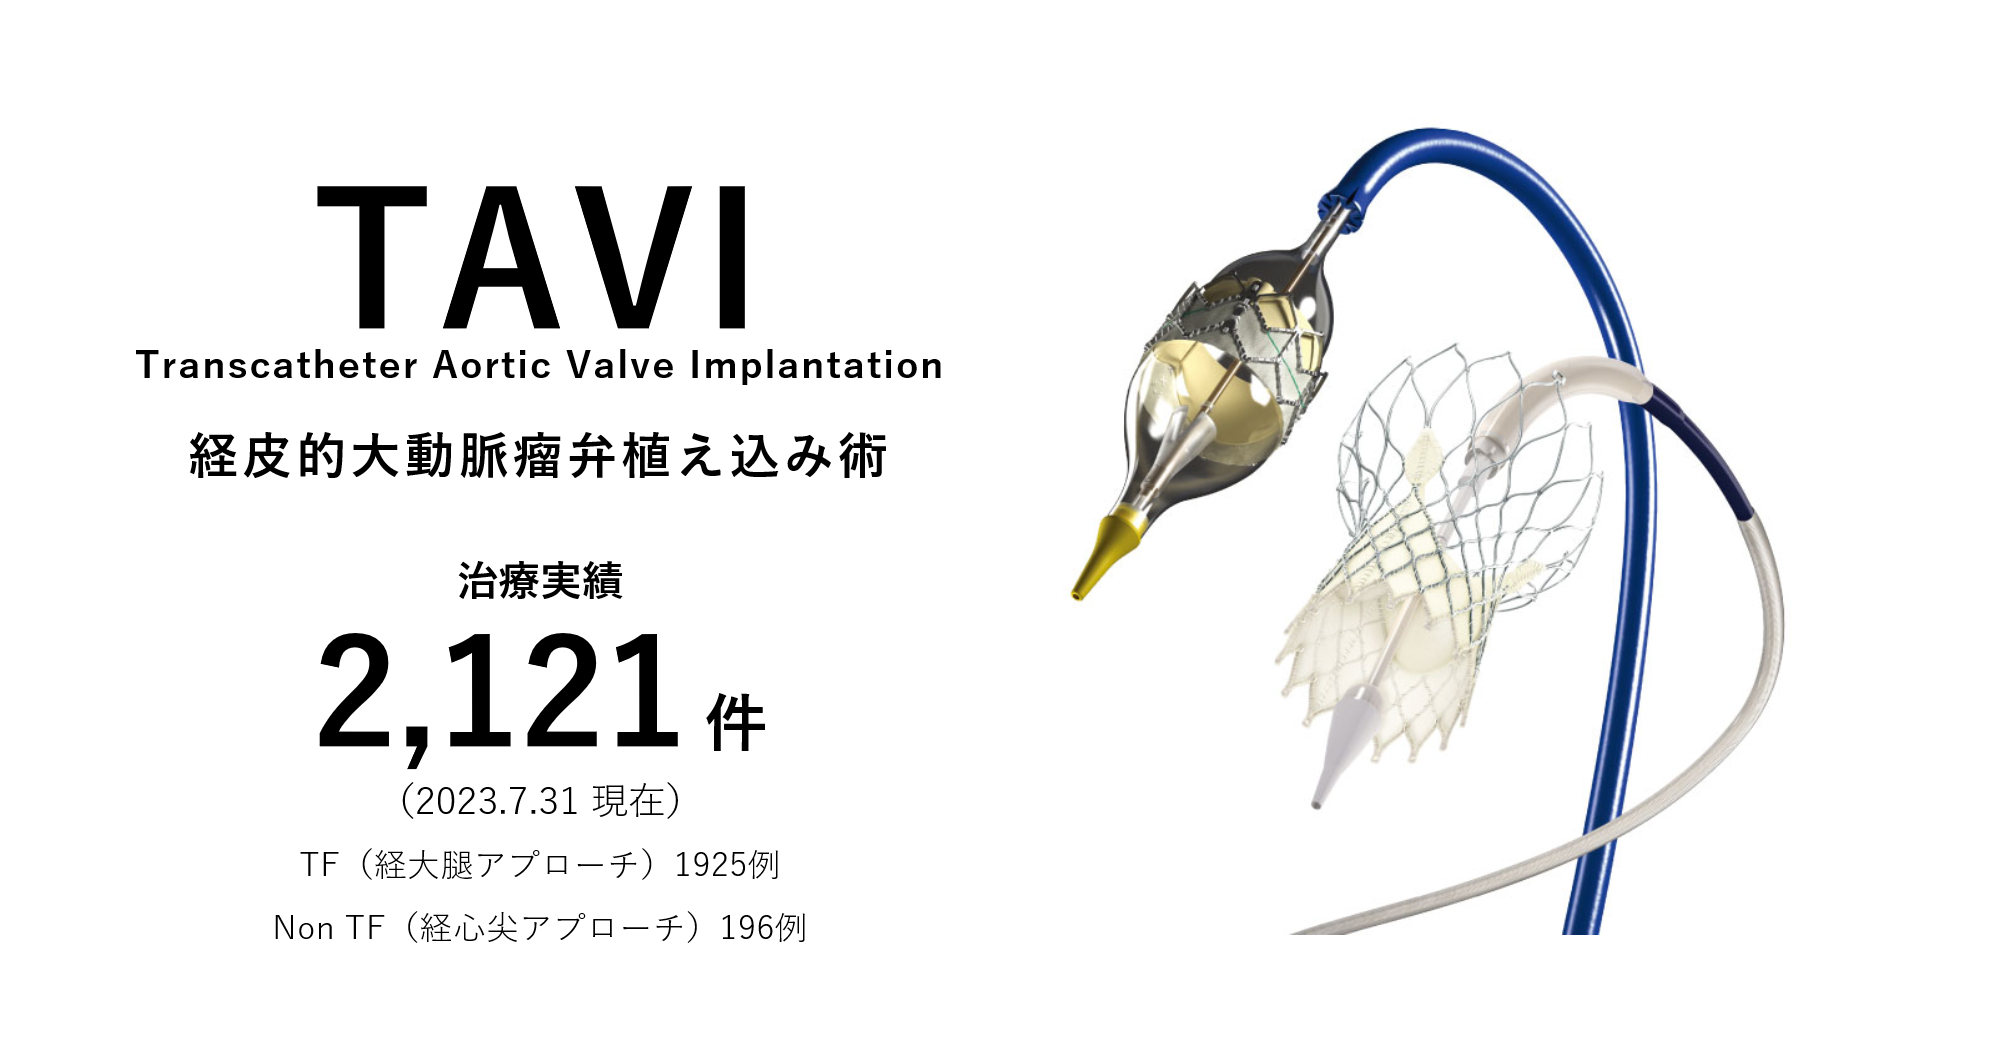 TAVI
Transcatheter Aortic Valve Implantation
経皮的大動脈瘤弁植え込み術
治療実績
2,121 件
（2023.7.31 現在）
TF（経大腿アプローチ）1925例
Non TF（経心尖アプローチ）196例